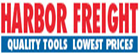 HARBOR FREIGHT
QUALITY TOOLS LOWEST PRICES